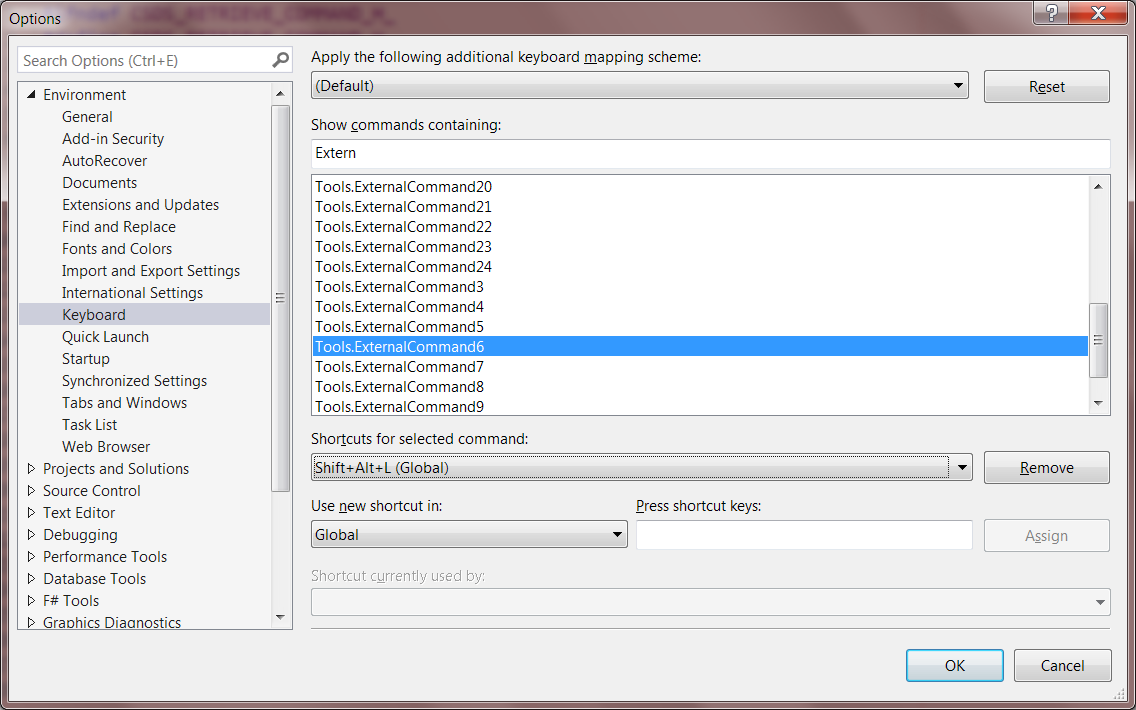 Options
Search Options (Ctrl+E)
Environment
General
Add-in Security
AutoRecover
Documents
Extensions and Updates
Find and Replace
Fonts and Colors
Import and Export Settings
International Settings
Keyboard
Quick Launch
Startup
Synchronized Settings
Tabs and Windows
Task List
Web Browser
Projects and Solutions
Source Control
Text Editor
Debugging
Performance Tools
Database Tools
F# Tools
Graphics Diagnostics
Apply the following additional keyboard mapping scheme:
(Default)
Reset
Show commands containing:
Extern
Tools.ExternalCommand20
Tools.ExternalCommand21
Tools.ExternalCommand22
Tools.ExternalCommand23
Tools.ExternalCommand24
Tools.ExternalCommand3
Tools.ExternalCommand4
Tools.ExternalCommand5
Tools.ExternalCommand6
Tools.ExternalCommand7
Tools.ExternalCommand8
Tools.ExternalCommand9
Shortcuts for selected command:
Shift+Alt+L (Global)
Remove
Use new shortcut in:
Press shortcut keys:
Global
Assign
Shortcut currently used by:
OK
Cancel